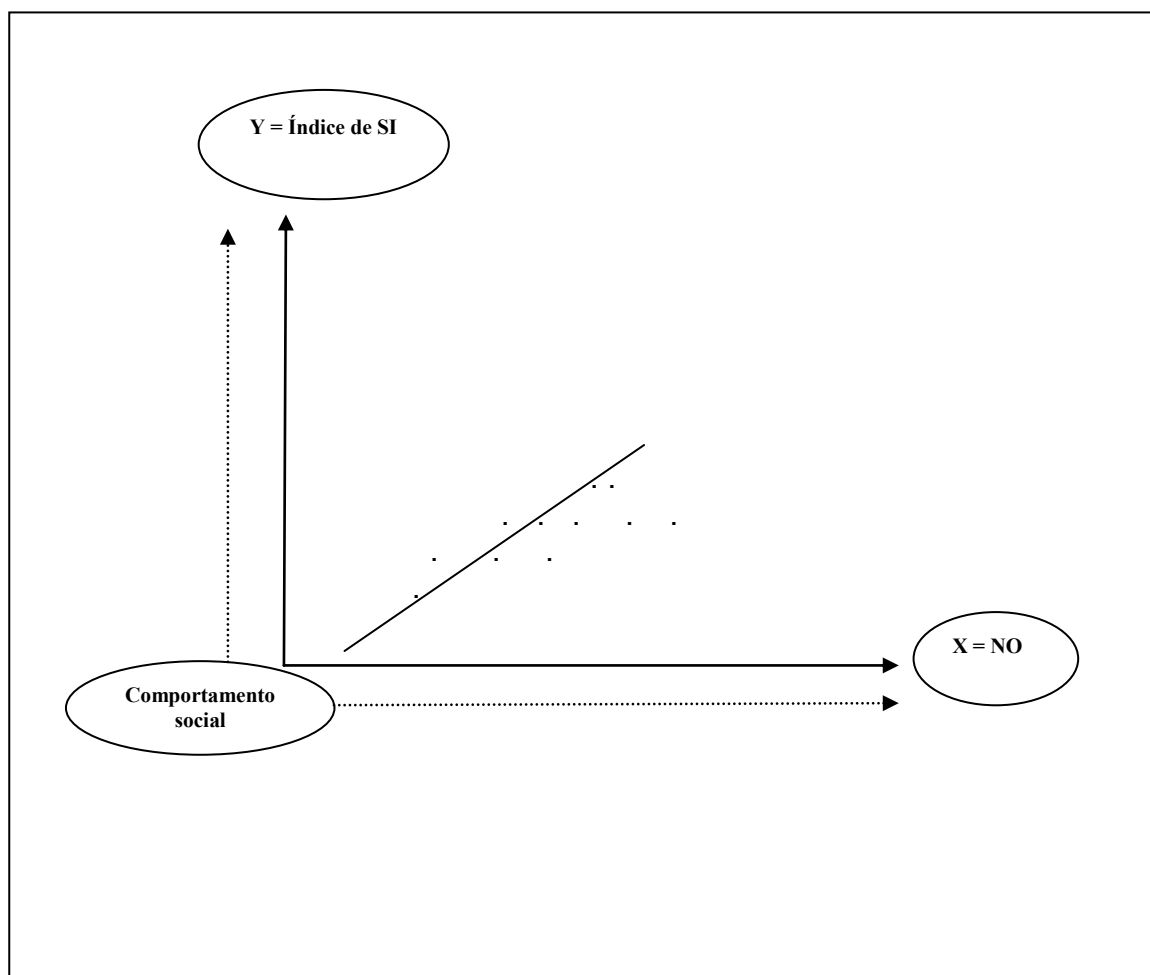 Y = Índice de SI
X = NO
Comportamento
social